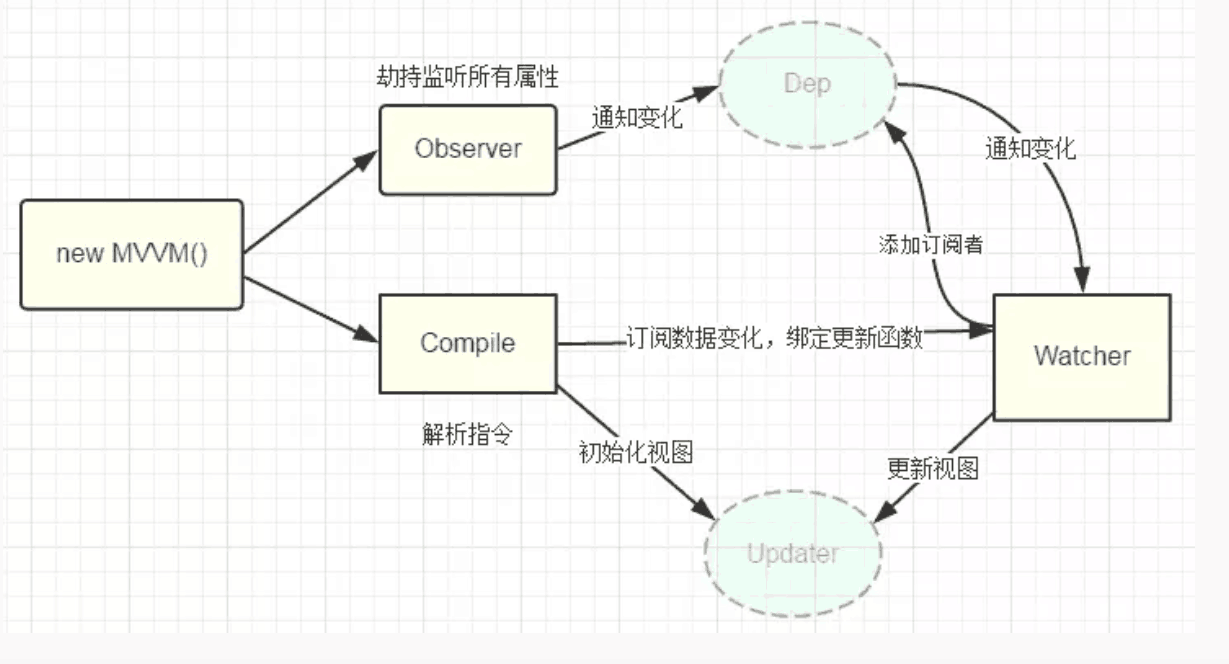 劫持监听所有属性
Dep
通知变化
Observer
通知变化
new MVVM()
添加订阅者
Compile
订阅数据变化，绑定更新函数
Watcher
解析指令
初始化视图
更新视图
Updater